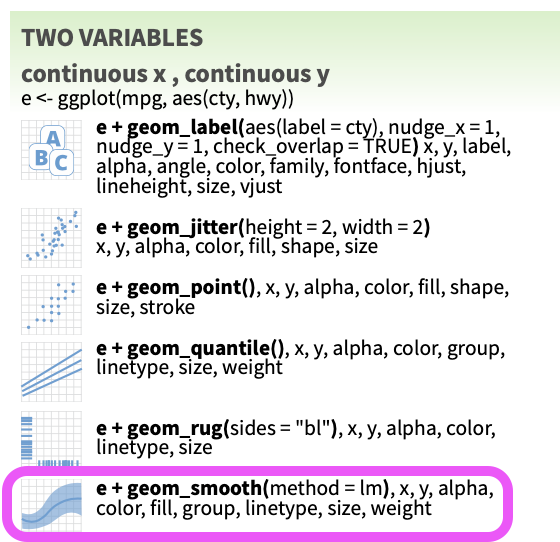 TWO VARIABLES
continuous x , continuous y
e <- ggplot(mpg, aes(cty, hwy))
A
B C
e + geom_label(aes(label = cty), nudge_x = 1,
nudge_y = 1, check_overlap = TRUE) x, y, label,
alpha, angle, color, family, fontface, hjust,
lineheight, size, vjust
e + geom_jitter(height = 2, width = 2)
x, y, alpha, color, fill, shape, size
e + geom_point(), x, y, alpha, color, fill, shape,
size, stroke
e + geom_quantile(), x, y, alpha, color, group,
linetype, size, weight
e + geom_rug(sides = "bl"), x, y, alpha, color,
linetype, size
e + geom_smooth(method = lm), x, y, alpha,
color, fill, group, linetype, size, weight